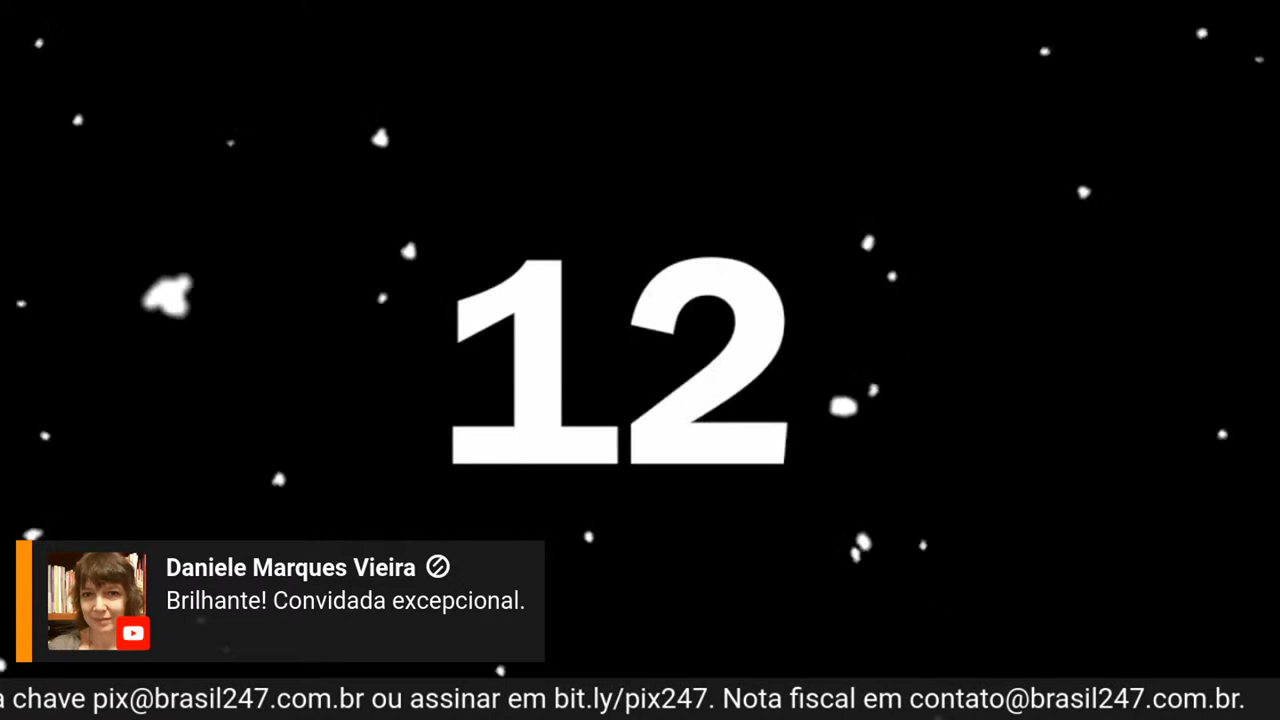 12
Daniele Marques Vieira
Brilhante! Convidada excepcional.
a chave pix@brasil247.com.br ou assinar em bit.ly/pix247. Nota fiscal em contato@brasil247.com.br.